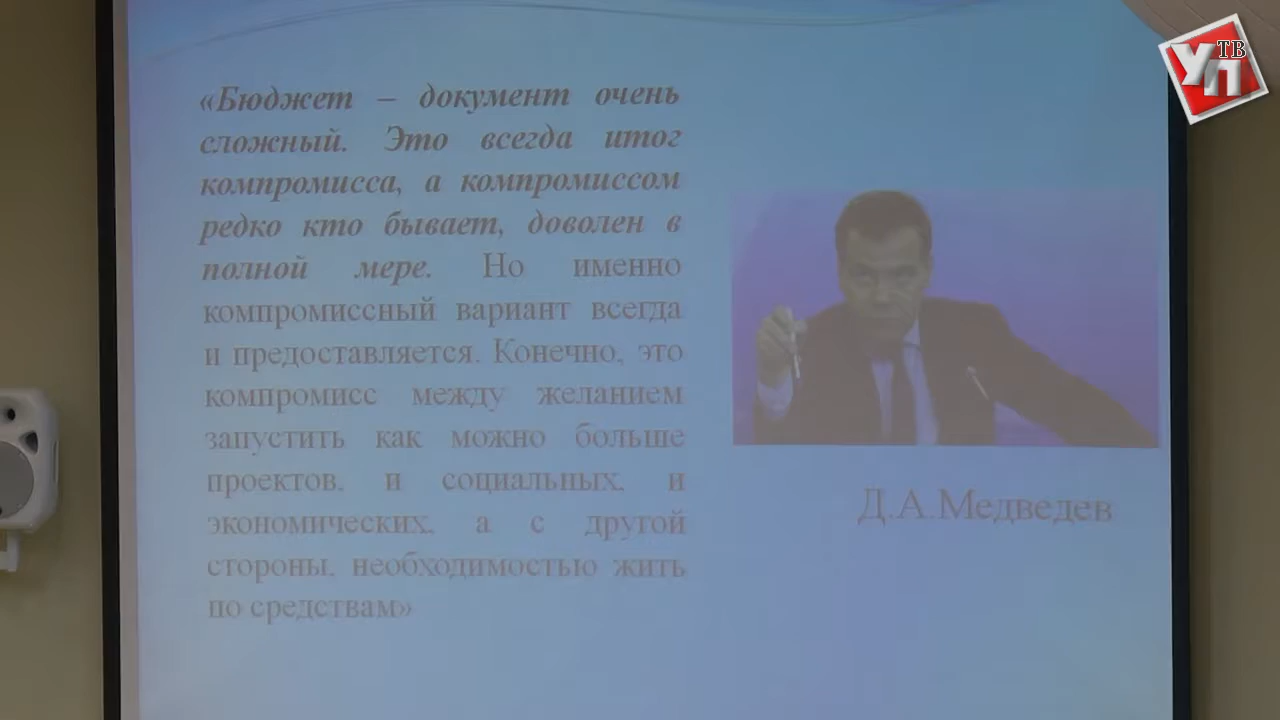 «Бюджет – документ очень
сложный. Это всегда итог
компромисса, а компромиссом
редко кто бывает, доволен в
полной мере. Но именно
компромиссный вариант всегда
и предоставляется. Конечно, это
компромисс между желанием
запустить как можно больше
проектов, и социальных, и
экономических, а с другой
стороны, необходимостью жить
по средствам»
Д.А.Медведев
УП ТВ